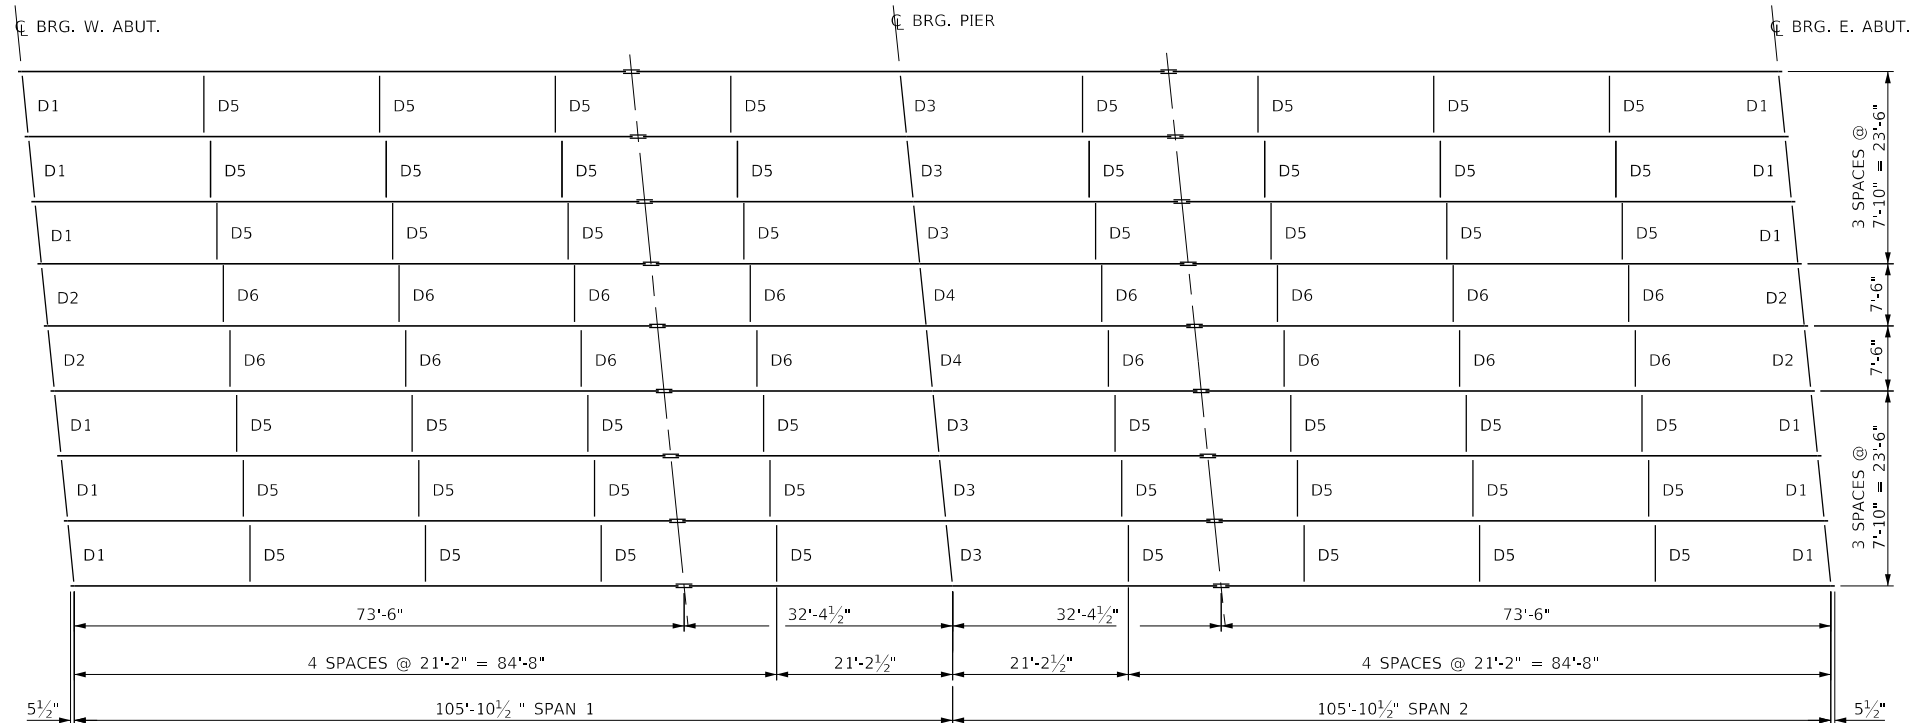 ℄ BRG. W. ABUT.
℄ BRG. PIER
℄ BRG. E. ABUT.
D1 D5 D5 D5 D5 D3 D5 D5 D5 D5 D1
D1 D5 D5 D5 D5 D3 D5 D5 D5 D5 D1
D1 D5 D5 D5 D5 D3 D5 D5 D5 D5 D1
3 SPACES @
7'-10" = 23'-6"
D2 D6 D6 D6 D6 D4 D6 D6 D6 D6 D2
7'-6"
D2 D6 D6 D6 D6 D4 D6 D6 D6 D6 D2
7'-6"
D1 D5 D5 D5 D5 D3 D5 D5 D5 D5 D1
D1 D5 D5 D5 D5 D3 D5 D5 D5 D5 D1
D1 D5 D5 D5 D5 D3 D5 D5 D5 D5 D1
3 SPACES @
7'-10" = 23'-6"
73'-6" 32'-4½" 32'-4½" 73'-6"
4 SPACES @ 21'-2" = 84'-8" 21'-2½" 21'-2½" 4 SPACES @ 21'-2" = 84'-8"
5½" 105'-10½ " SPAN 1 105'-10½" SPAN 2 5½"